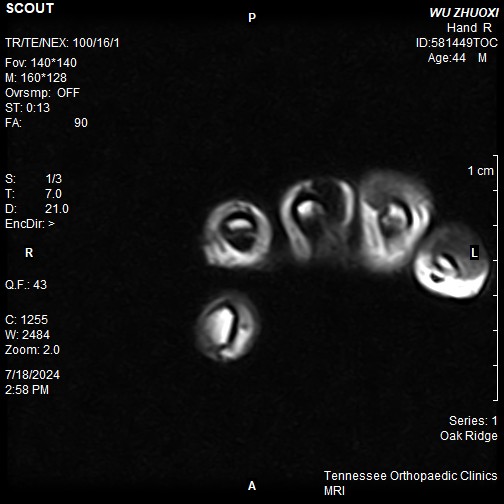 SCOUT
P
WU ZHUOXI
Hand R
ID:581449TOC
Age:44 M
TR/TE/NEX: 100/16/1
Fov: 140*140
M: 160*128
Ovrsmp: OFF
ST: 0:13
FA: 90
1 cm
S: 1/3
T: 7.0
D: 21.0
EncDir: >
R
L
Q.F.: 43
C: 1255
W: 2484
Zoom: 2.0
7/18/2024
2:58 PM
Series: 1
Oak Ridge
A
Tennessee Orthopaedic Clinics
MRI